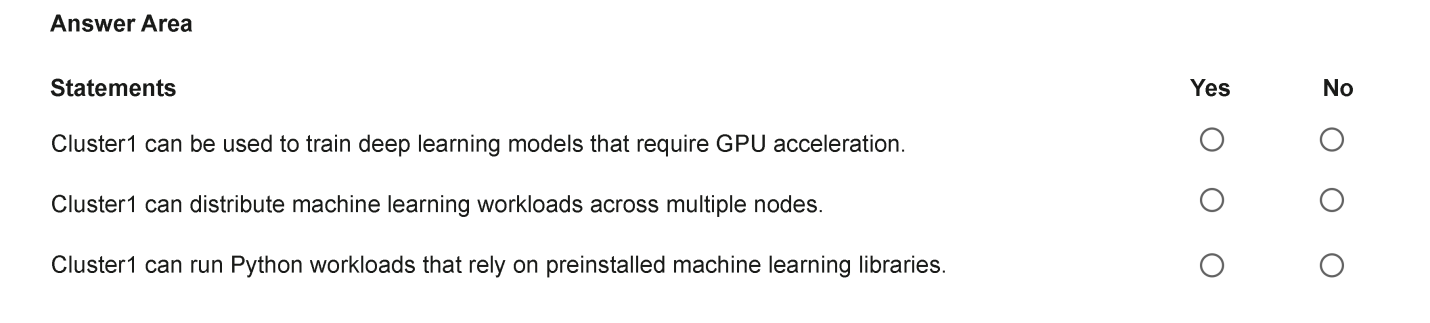 Answer Area
Statements Yes No
Cluster1 can be used to train deep learning models that require GPU acceleration.
Cluster1 can distribute machine learning workloads across multiple nodes.
Cluster1 can run Python workloads that rely on preinstalled machine learning libraries.